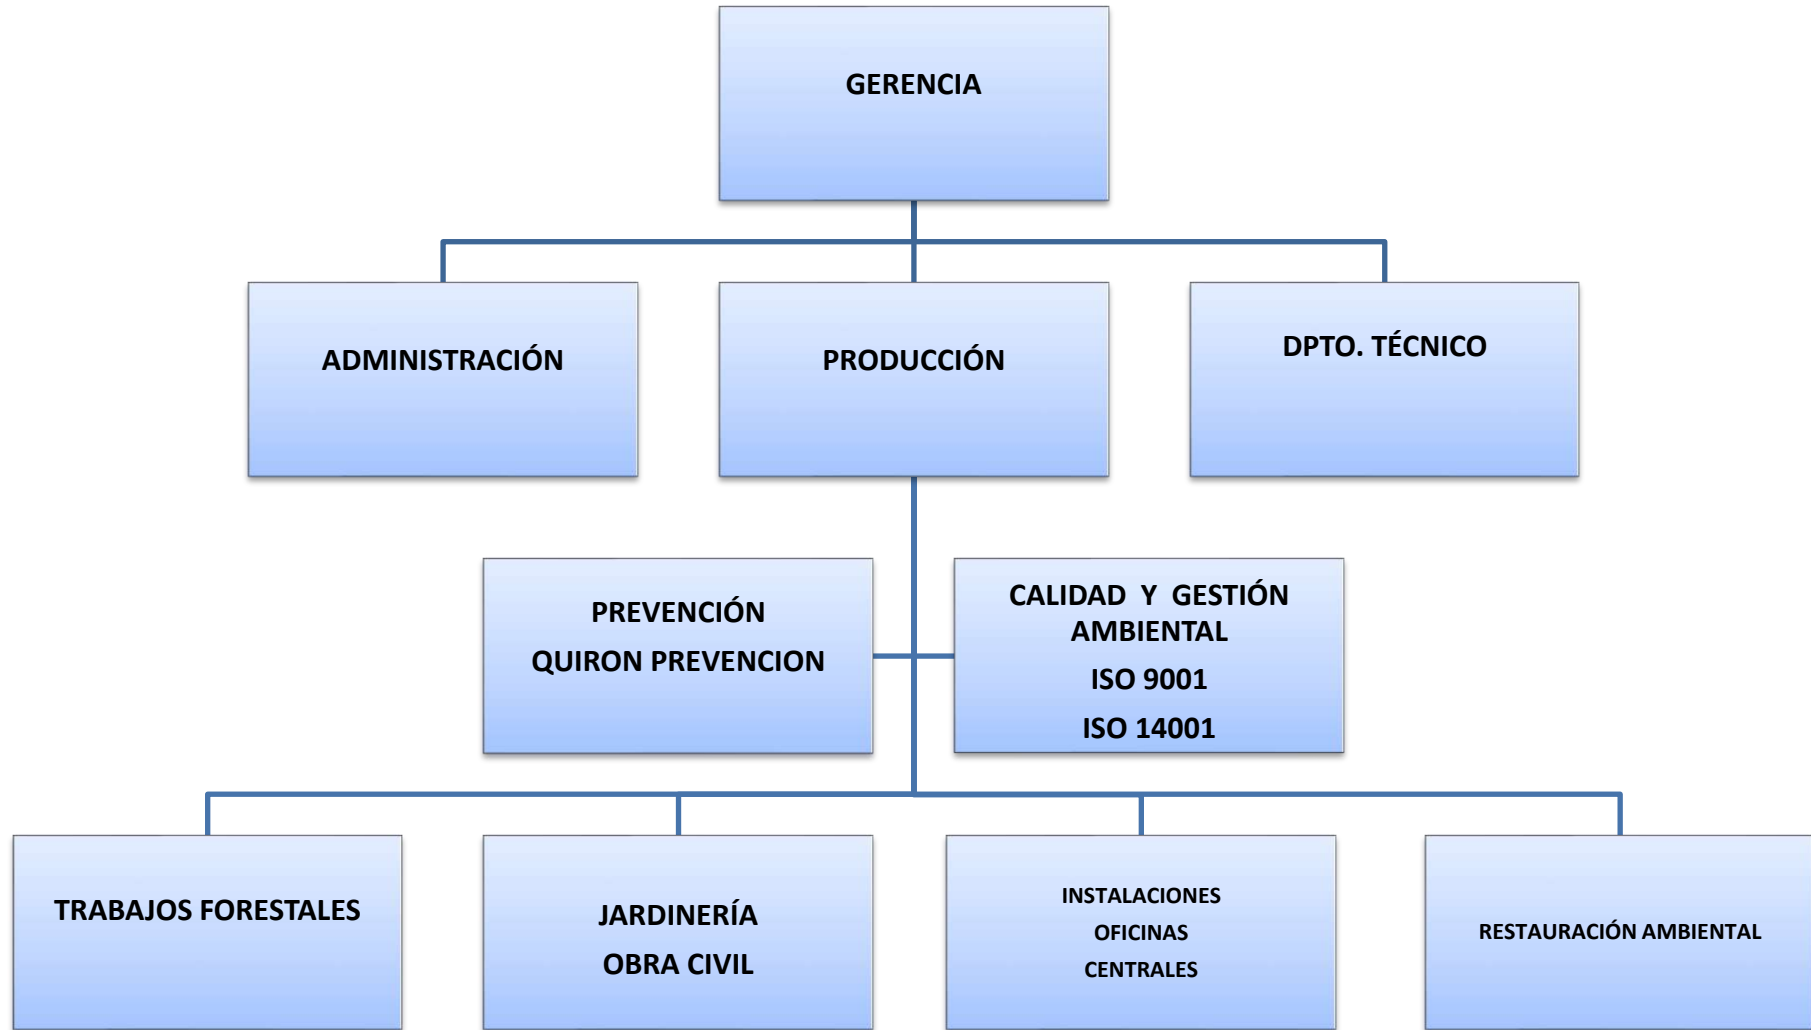 GERENCIA
ADMINISTRACIÓN
PRODUCCIÓN
DPTO. TÉCNICO
PREVENCIÓN
QUIRON PREVENCION
CALIDAD Y GESTIÓN
AMBIENTAL
ISO 9001
ISO 14001
TRABAJOS FORESTALES
JARDINERÍA
OBRA CIVIL
INSTALACIONES
OFICINAS
CENTRALES
RESTAURACIÓN AMBIENTAL